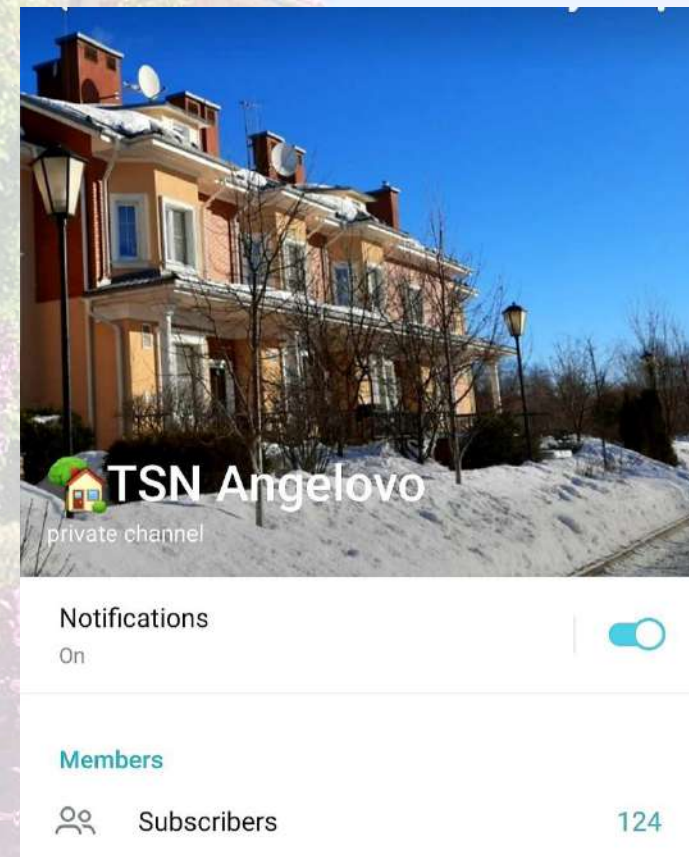 TSN Angelovo
private channel
Notifications
On
Members
Subscribers 124